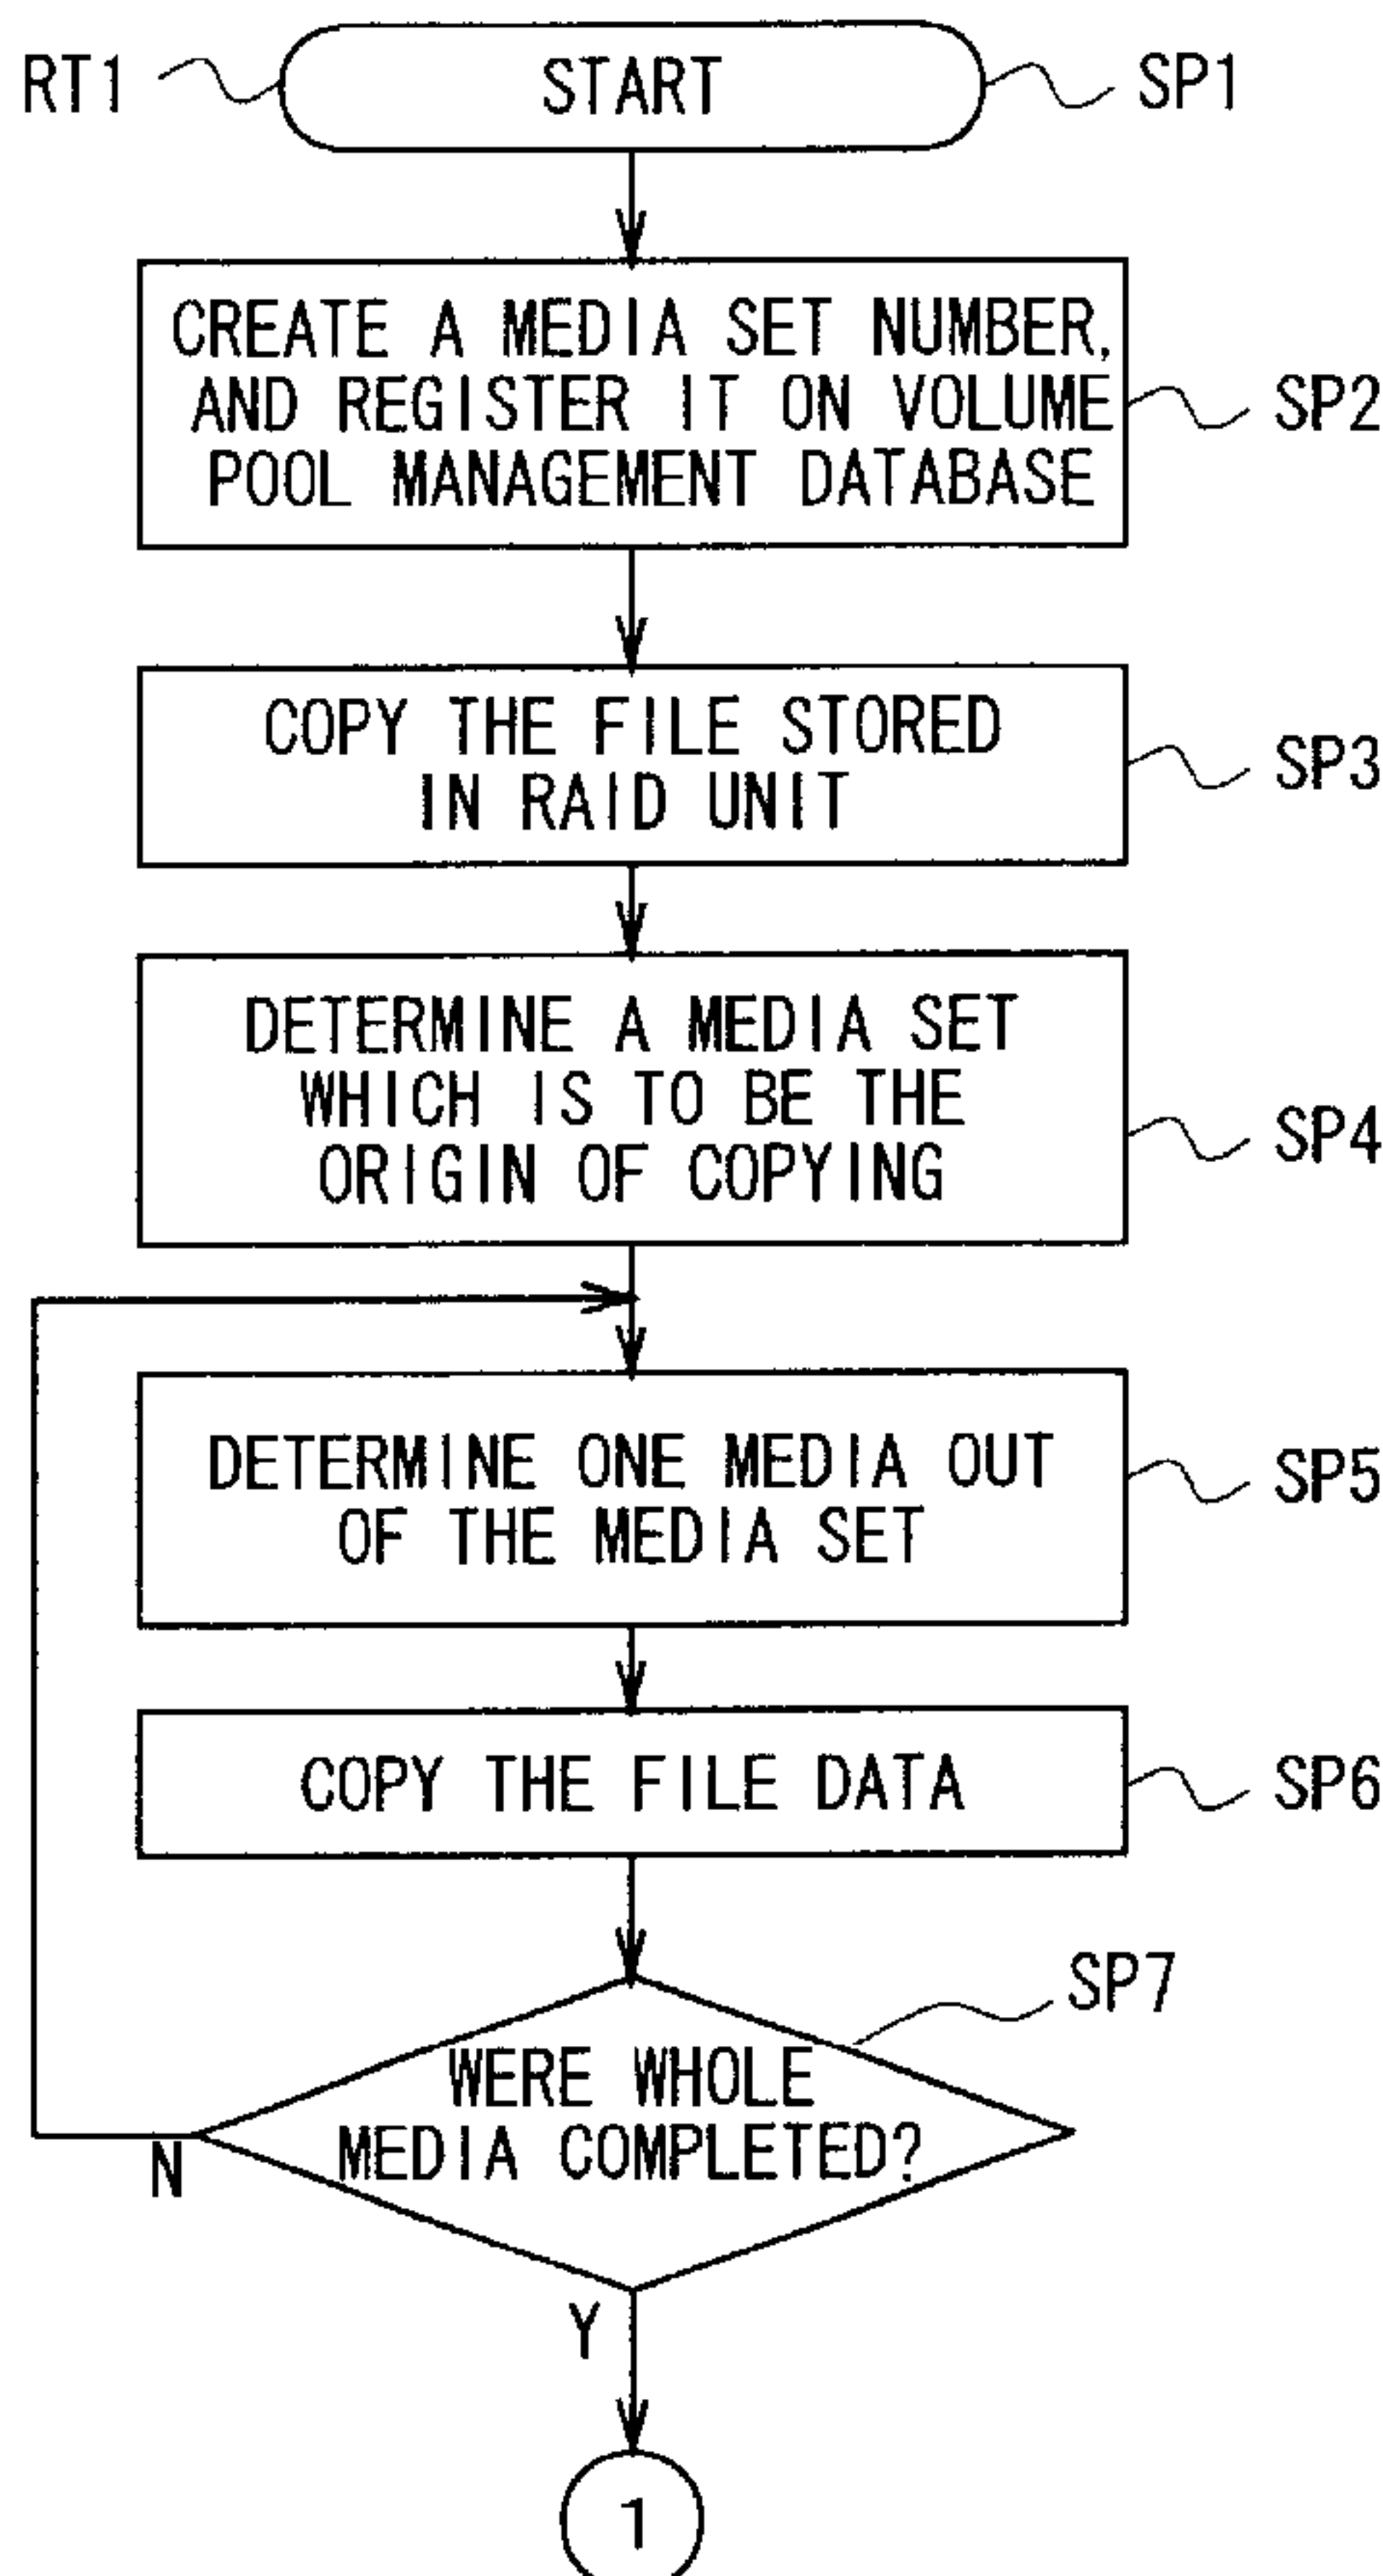 RT1
START
SP1
CREATE A MEDIA SET NUMBER,
AND REGISTER IT ON VOLUME
POOL MANAGEMENT DATABASE
SP2
COPY THE FILE STORED
IN RAID UNIT
SP3
DETERMINE A MEDIA SET
WHICH IS TO BE THE
ORIGIN OF COPYING
SP4
DETERMINE ONE MEDIA OUT
OF THE MEDIA SET
SP5
COPY THE FILE DATA
SP6
SP7
WERE WHOLE
MEDIA COMPLETED?
N
Y
1